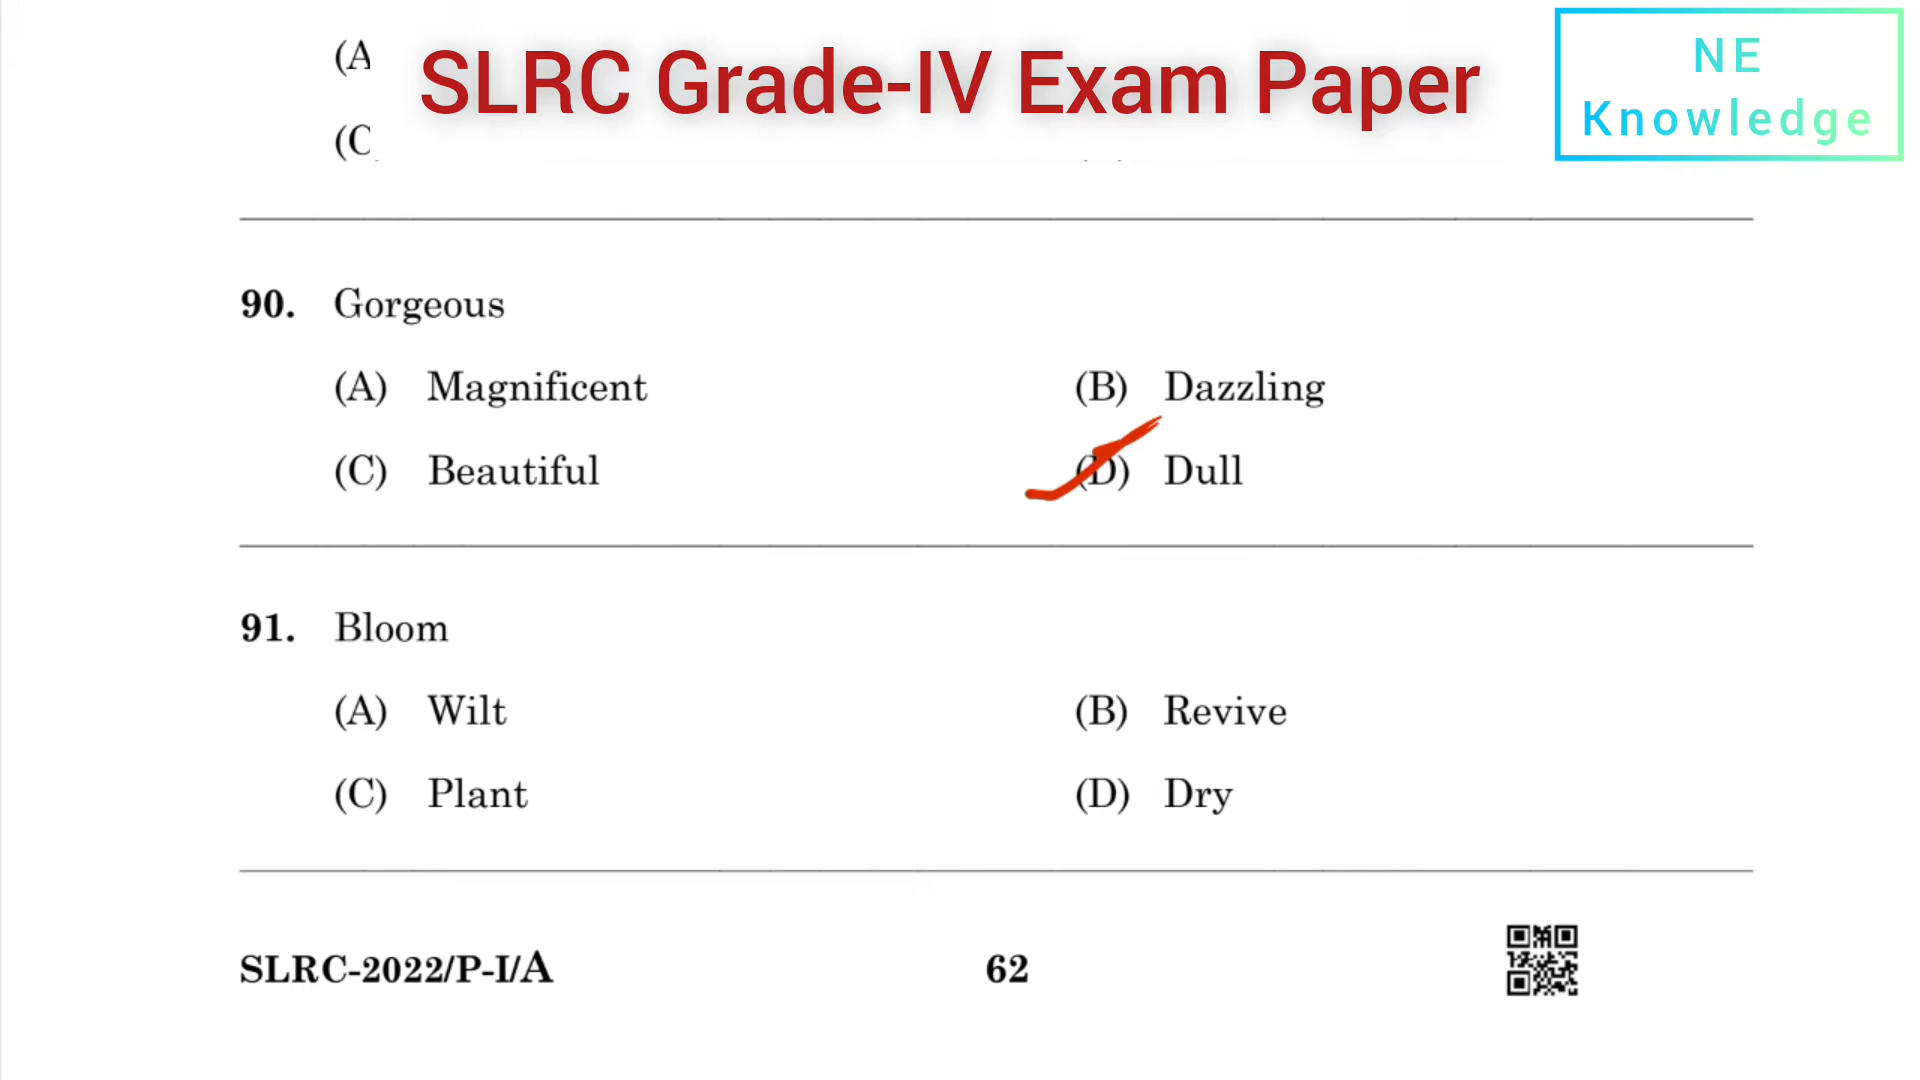 SLRC Grade-IV Exam Paper
NE
Knowledge
(A
(C
90. Gorgeous
(A) Magnificent (B) Dazzling
(C) Beautiful (D) Dull
91. Bloom
(A) Wilt (B) Revive
(C) Plant (D) Dry
SLRC-2022/P-I/A 62